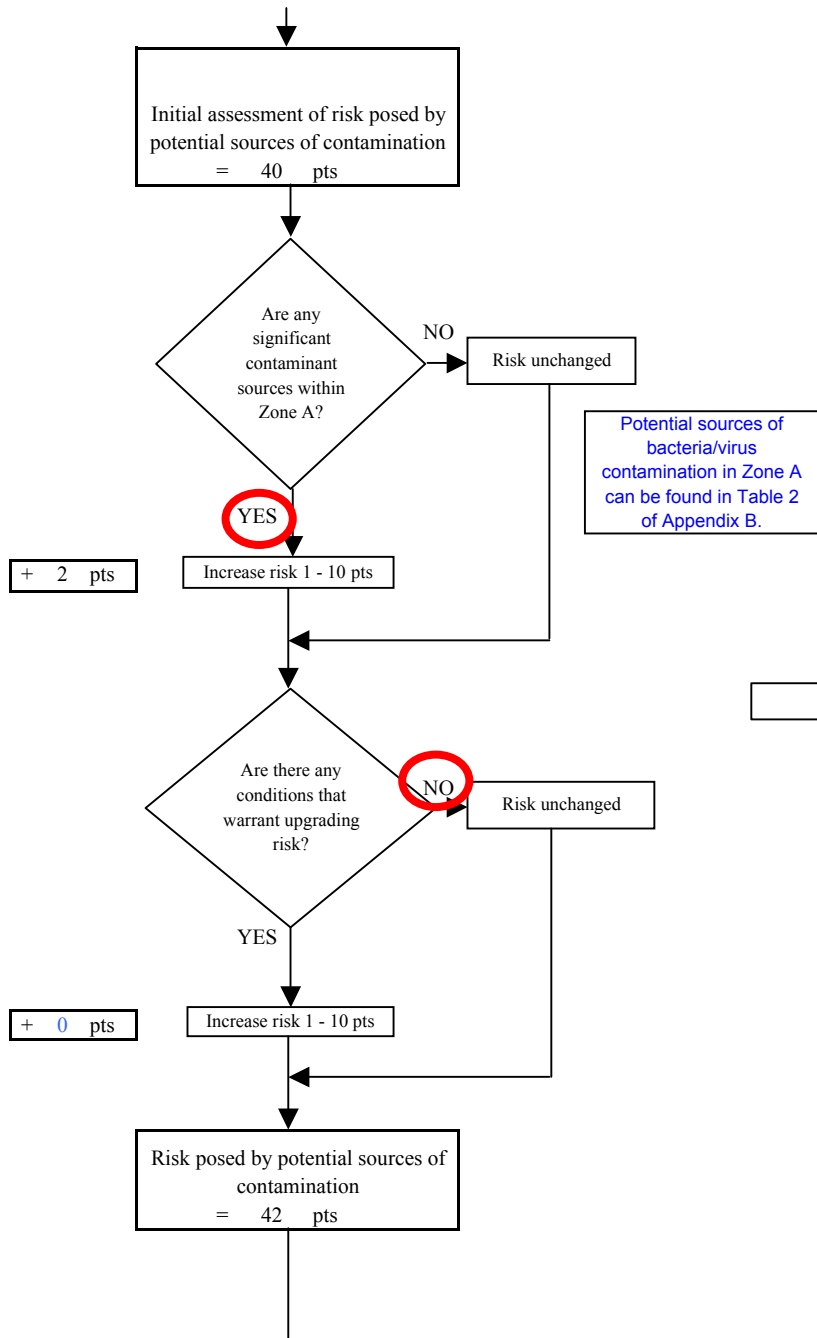 Initial assessment of risk posed by
potential sources of contamination
= 40 pts
Are any
significant
contaminant
sources within
Zone A?
NO
Risk unchanged
Potential sources of
bacteria/virus
contamination in Zone A
can be found in Table 2
of Appendix B.
YES
+ 2 pts
Increase risk 1 - 10 pts
Are there any
conditions that
warrant upgrading
risk?
NO
Risk unchanged
YES
+ 0 pts
Increase risk 1 - 10 pts
Risk posed by potential sources of
contamination
= 42 pts